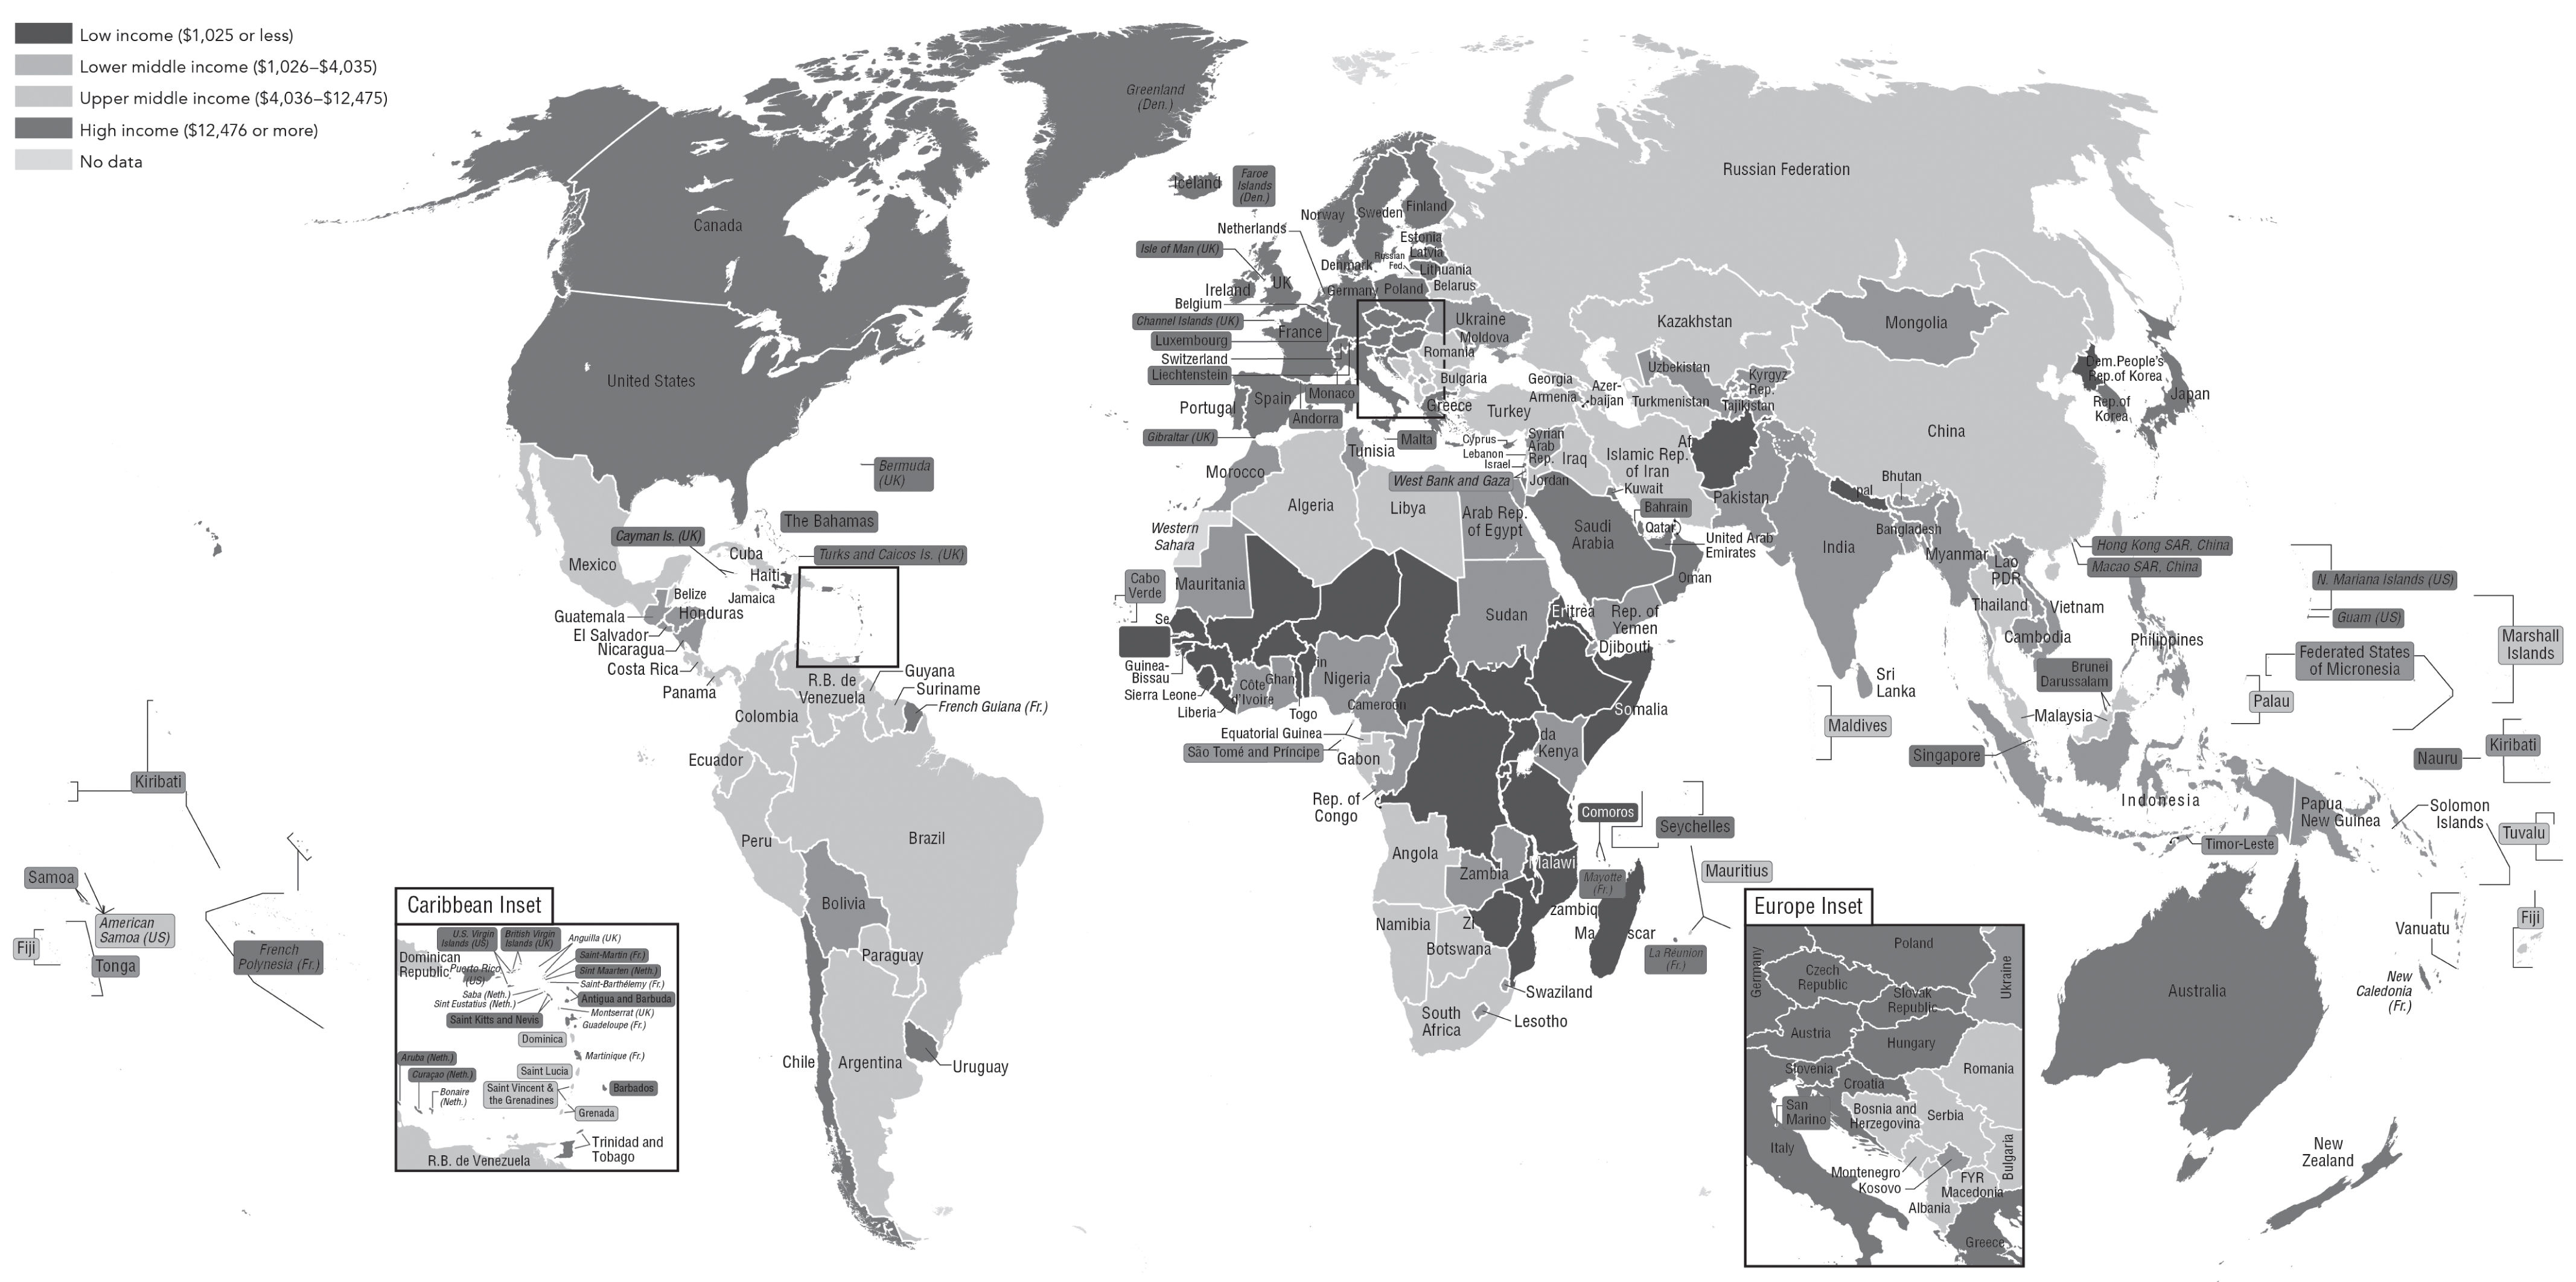 Low income ($1,025 or less)
Lower middle income ($1,026–$4,035)
Upper middle income ($4,036–$12,475)
High income ($12,476 or more)
No data
Greenland
(Den.)
Canada
United States
Bermuda
(UK)
The Bahamas
Cayman Is. (UK)
Turks and Caicos Is. (UK)
Mexico
Cuba
Haiti
Belize
Jamaica
Guatemala
Honduras
El Salvador
Nicaragua
Costa Rica
Panama
R.B. de
Venezuela
Guyana
Suriname
French Guiana (Fr.)
Colombia
Ecuador
Peru
Brazil
Bolivia
Paraguay
Chile
Argentina
Uruguay
Kiribati
Samoa
American
Samoa (US)
Fiji
Tonga
French
Polynesia (Fr.)
Caribbean Inset
U.S. Virgin
Islands (US)
British Virgin
Islands (UK)
Anguilla (UK)
Dominican
Republic
Puerto Rico
(US)
Saint-Martin (Fr.)
Sint Maarten (Neth.)
Saint-Barthélemy (Fr.)
Saba (Neth.)
Sint Eustatius (Neth.)
Antigua and Barbuda
Saint Kitts and Nevis
Montserrat (UK)
Guadeloupe (Fr.)
Dominica
Martinique (Fr.)
Aruba (Neth.)
Curaçao (Neth.)
Bonaire
(Neth.)
Saint Lucia
Saint Vincent &
the Grenadines
Barbados
Grenada
Trinidad and
Tobago
R.B. de Venezuela
Iceland
Faroe
Islands
(Den.)
Norway
Sweden
Finland
Netherlands
Isle of Man (UK)
Estonia
Latvia
Russian
Fed.
Lithuania
Denmark
UK
Ireland
Belgium
Germany
Poland
Belarus
Channel Islands (UK)
Luxembourg
France
Ukraine
Moldova
Switzerland
Romania
Liechtenstein
Monaco
Bulgaria
Portugal
Spain
Andorra
Greece
Gibraltar (UK)
Malta
Russian Federation
Kazakhstan
Mongolia
Uzbekistan
Kyrgyz
Rep.
Georgia
Armenia
Azer-
baijan
Turkmenistan
Tajikistan
Turkey
Cyprus
Lebanon
Israel
Syrian
Arab
Rep.
Iraq
Islamic Rep.
of Iran
Af
China
Dem.People's
Rep.of Korea
Rep.of
Korea
Japan
Tunisia
Morocco
West Bank and Gaza
Jordan
Kuwait
Pakistan
pal
Bhutan
Algeria
Libya
Arab Rep.
of Egypt
Saudi
Arabia
Bahrain
Qatar
United Arab
Emirates
Oman
Rep. of
Yemen
India
Bangladesh
Myanmar
Lao
PDR
Thailand
Vietnam
Cambodia
Hong Kong SAR, China
Macao SAR, China
Philippines
Brunei
Darussalam
Malaysia
Singapore
Indonesia
Sri
Lanka
Maldives
Timor-Leste
Papua
New Guinea
N. Mariana Islands (US)
Guam (US)
Federated States
of Micronesia
Palau
Marshall
Islands
Kiribati
Nauru
Solomon
Islands
Tuvalu
Vanuatu
Fiji
New
Caledonia
(Fr.)
Australia
New
Zealand
Western
Sahara
Mauritania
Cabo
Verde
Se
Guinea-
Bissau
Sierra Leone
Liberia
Côte
d'Ivoire
Ghan
Togo
in
Nigeria
Cameroon
Sudan
Eritrea
Djibouti
Somalia
Equatorial Guinea
São Tomé and Príncipe
Gabon
Rep. of
Congo
da
Kenya
Comoros
Seychelles
Mauritius
Mayotte
(Fr.)
La Réunion
(Fr.)
Angola
Zambia
Malawi
zambiq
Ma
scar
Zi
Namibia
Botswana
Swaziland
Lesotho
South
Africa
Europe Inset
Germany
Poland
Czech
Republic
Slovak
Republic
Ukraine
Austria
Hungary
Romania
Slovenia
Croatia
San
Marino
Bosnia and
Herzegovina
Serbia
Italy
Montenegro
Kosovo
Bulgaria
FYR
Macedonia
Albania
Greece